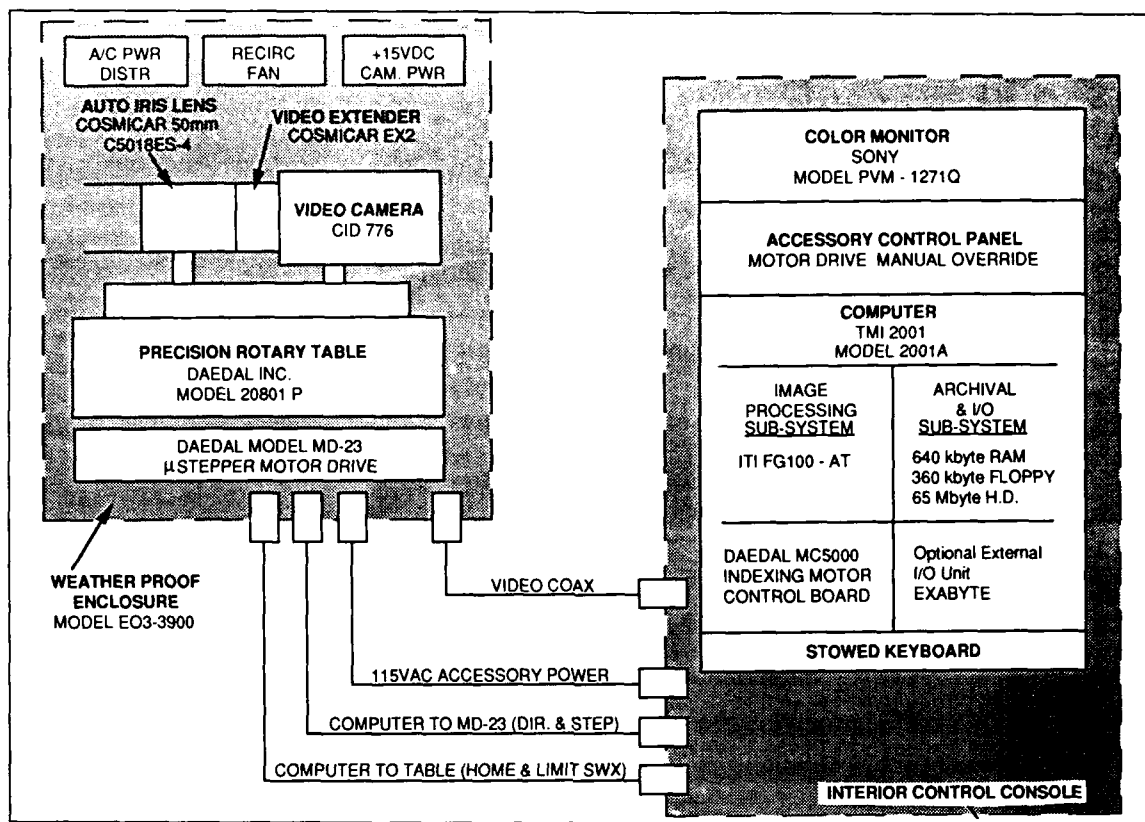 A/C PWR
DISTR
RECIRC
FAN
+15VDC
CAM. PWR
AUTO IRIS LENS
COSMICAR 50mm
C5018ES-4
VIDEO EXTENDER
COSMICAR EX2
VIDEO CAMERA
CID 776
PRECISION ROTARY TABLE
DAEDAL INC.
MODEL 20801 P
DAEDAL MODEL MD-23
μSTEPPER MOTOR DRIVE
WEATHER PROOF
ENCLOSURE
MODEL EO3-3900
VIDEO COAX
115VAC ACCESSORY POWER
COMPUTER TO MD-23 (DIR. & STEP)
COMPUTER TO TABLE (HOME & LIMIT SWX)
COLOR MONITOR
SONY
MODEL PVM - 1271Q
ACCESSORY CONTROL PANEL
MOTOR DRIVE MANUAL OVERRIDE
COMPUTER
TMI 2001
MODEL 2001A
IMAGE
PROCESSING
SUB-SYSTEM
ITI FG100 - AT
ARCHIVAL
& I/O
SUB-SYSTEM
640 kbyte RAM
360 kbyte FLOPPY
65 Mbyte H.D.
DAEDAL MC5000
INDEXING MOTOR
CONTROL BOARD
Optional External
I/O Unit
EXABYTE
STOWED KEYBOARD
INTERIOR CONTROL CONSOLE